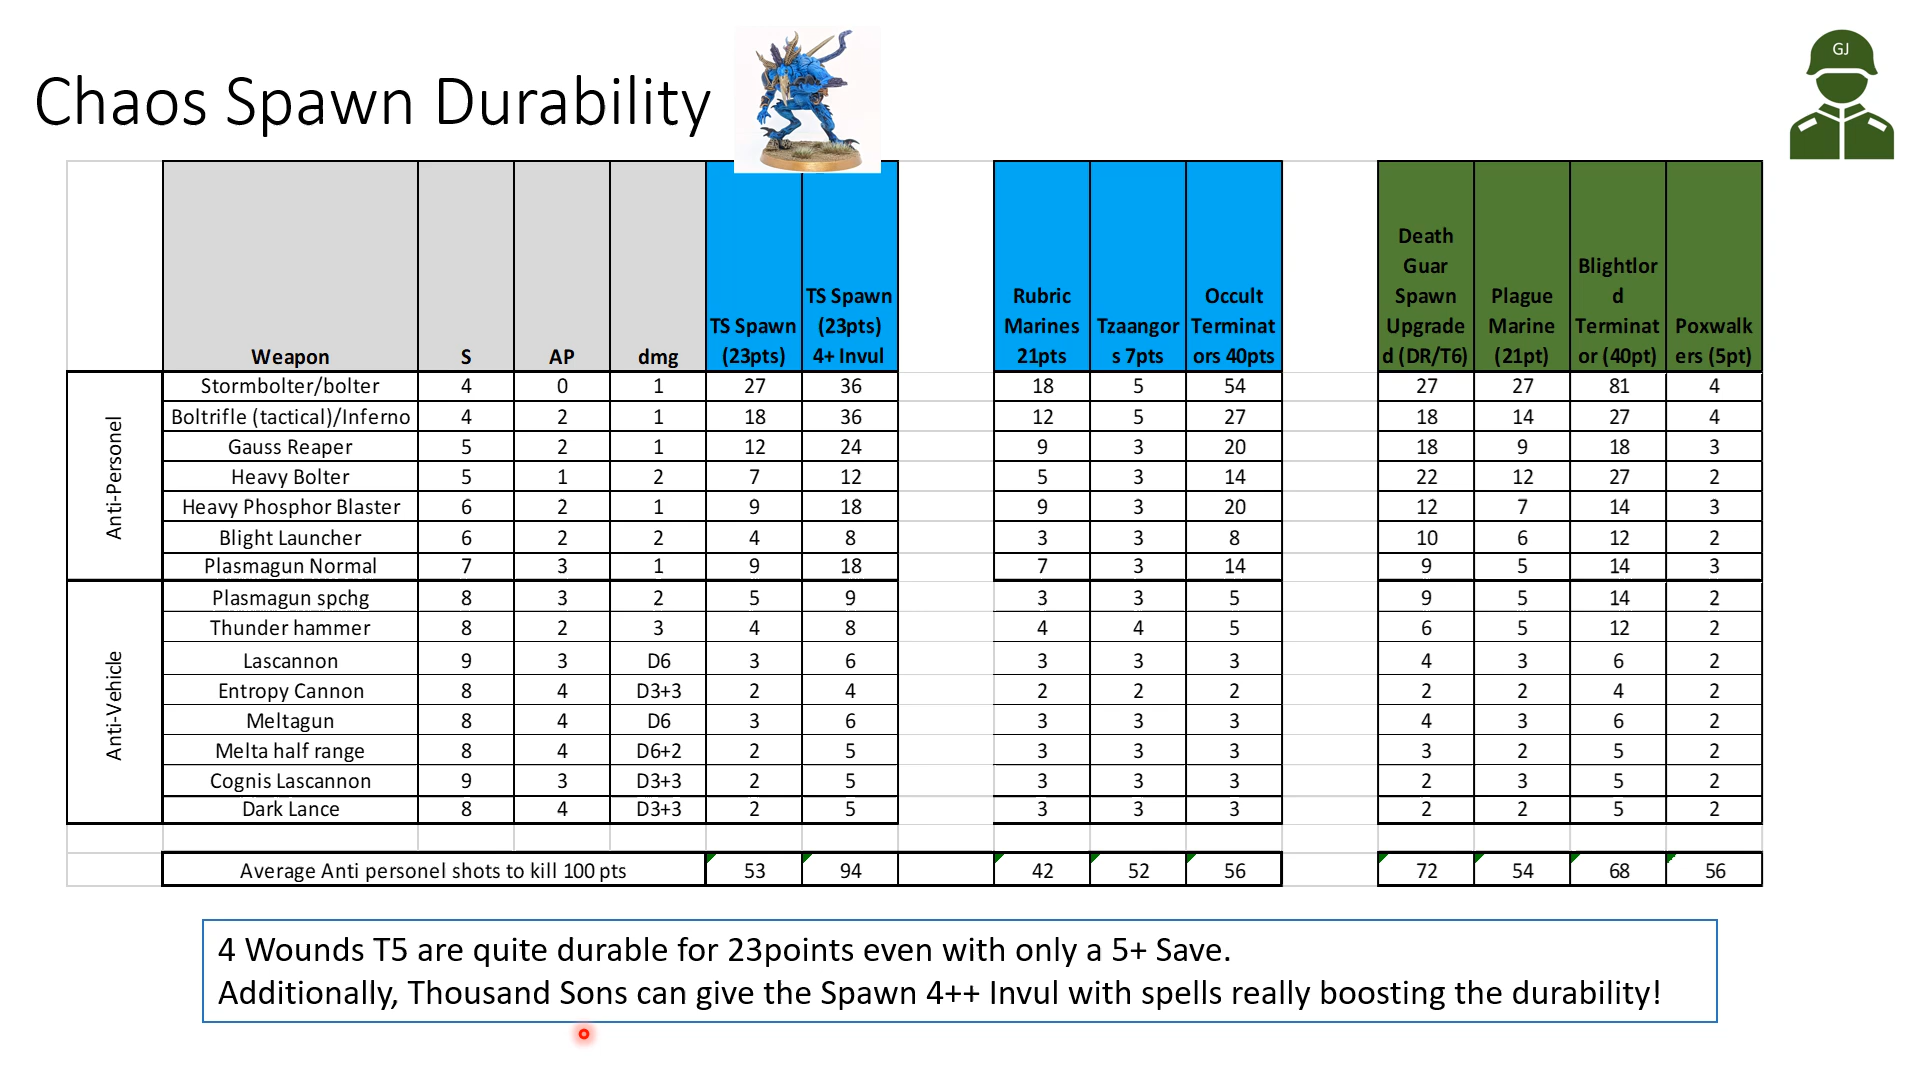 Chaos Spawn Durability
GJ
Weapon S AP dmg TS Spawn (23pts) TS Spawn (23pts) 4+ Invul Rubric Marines 21pts Tzaangor s 7pts Occult Terminat ors 40pts Death Guar Spawn Upgrade d (DR/T6) Plague Marine (21pt) Blightlor d Terminat or (40pt) Poxwalk ers (5pt)
Anti-Personel
Stormbolter/bolter 4 0 1 27 36 18 5 54 27 27 81 4
Boltrifle (tactical)/Inferno 4 2 1 18 36 12 5 27 18 14 27 4
Gauss Reaper 5 2 1 12 24 9 3 20 18 9 18 3
Heavy Bolter 5 1 2 7 12 5 3 14 22 12 27 2
Heavy Phosphor Blaster 6 2 1 9 18 9 3 20 12 7 14 3
Blight Launcher 6 2 2 4 8 3 3 8 10 6 12 2
Plasmagun Normal 7 3 1 9 18 7 3 14 9 5 14 3
Anti-Vehicle
Plasmagun spchg 8 3 2 5 9 3 3 5 9 5 14 2
Thunder hammer 8 2 3 4 8 4 4 5 6 5 12 2
Lascannon 9 3 D6 3 6 3 3 3 4 3 6 2
Entropy Cannon 8 4 D3+3 2 4 2 2 2 2 2 4 2
Meltagun 8 4 D6 3 6 3 3 3 4 3 6 2
Melta half range 8 4 D6+2 2 5 3 3 3 3 2 5 2
Cognis Lascannon 9 3 D3+3 2 5 3 3 3 2 3 5 2
Dark Lance 8 4 D3+3 2 5 3 3 3 2 2 5 2
Average Anti personel shots to kill 100 pts 53 94 42 52 56 72 54 68 56
4 Wounds T5 are quite durable for 23points even with only a 5+ Save.
Additionally, Thousand Sons can give the Spawn 4++ Invul with spells really boosting the durability!